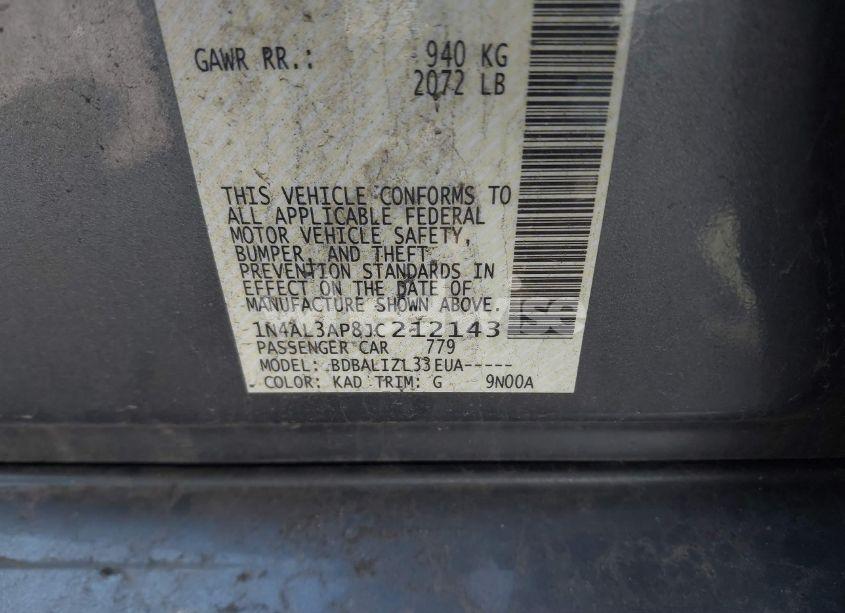 GAWR RR.: 940 KG
2072 LB
THIS VEHICLE CONFORMS TO
ALL APPLICABLE FEDERAL
MOTOR VEHICLE SAFETY,
BUMPER, AND THEFT
PREVENTION STANDARDS IN
EFFECT ON THE DATE OF
MANUFACTURE SHOWN ABOVE.
1N4AL3AP8JC212143
PASSENGER CAR 779
MODEL: BDBALIZL33EUA-----
COLOR: KAD TRIM: G 9N00A